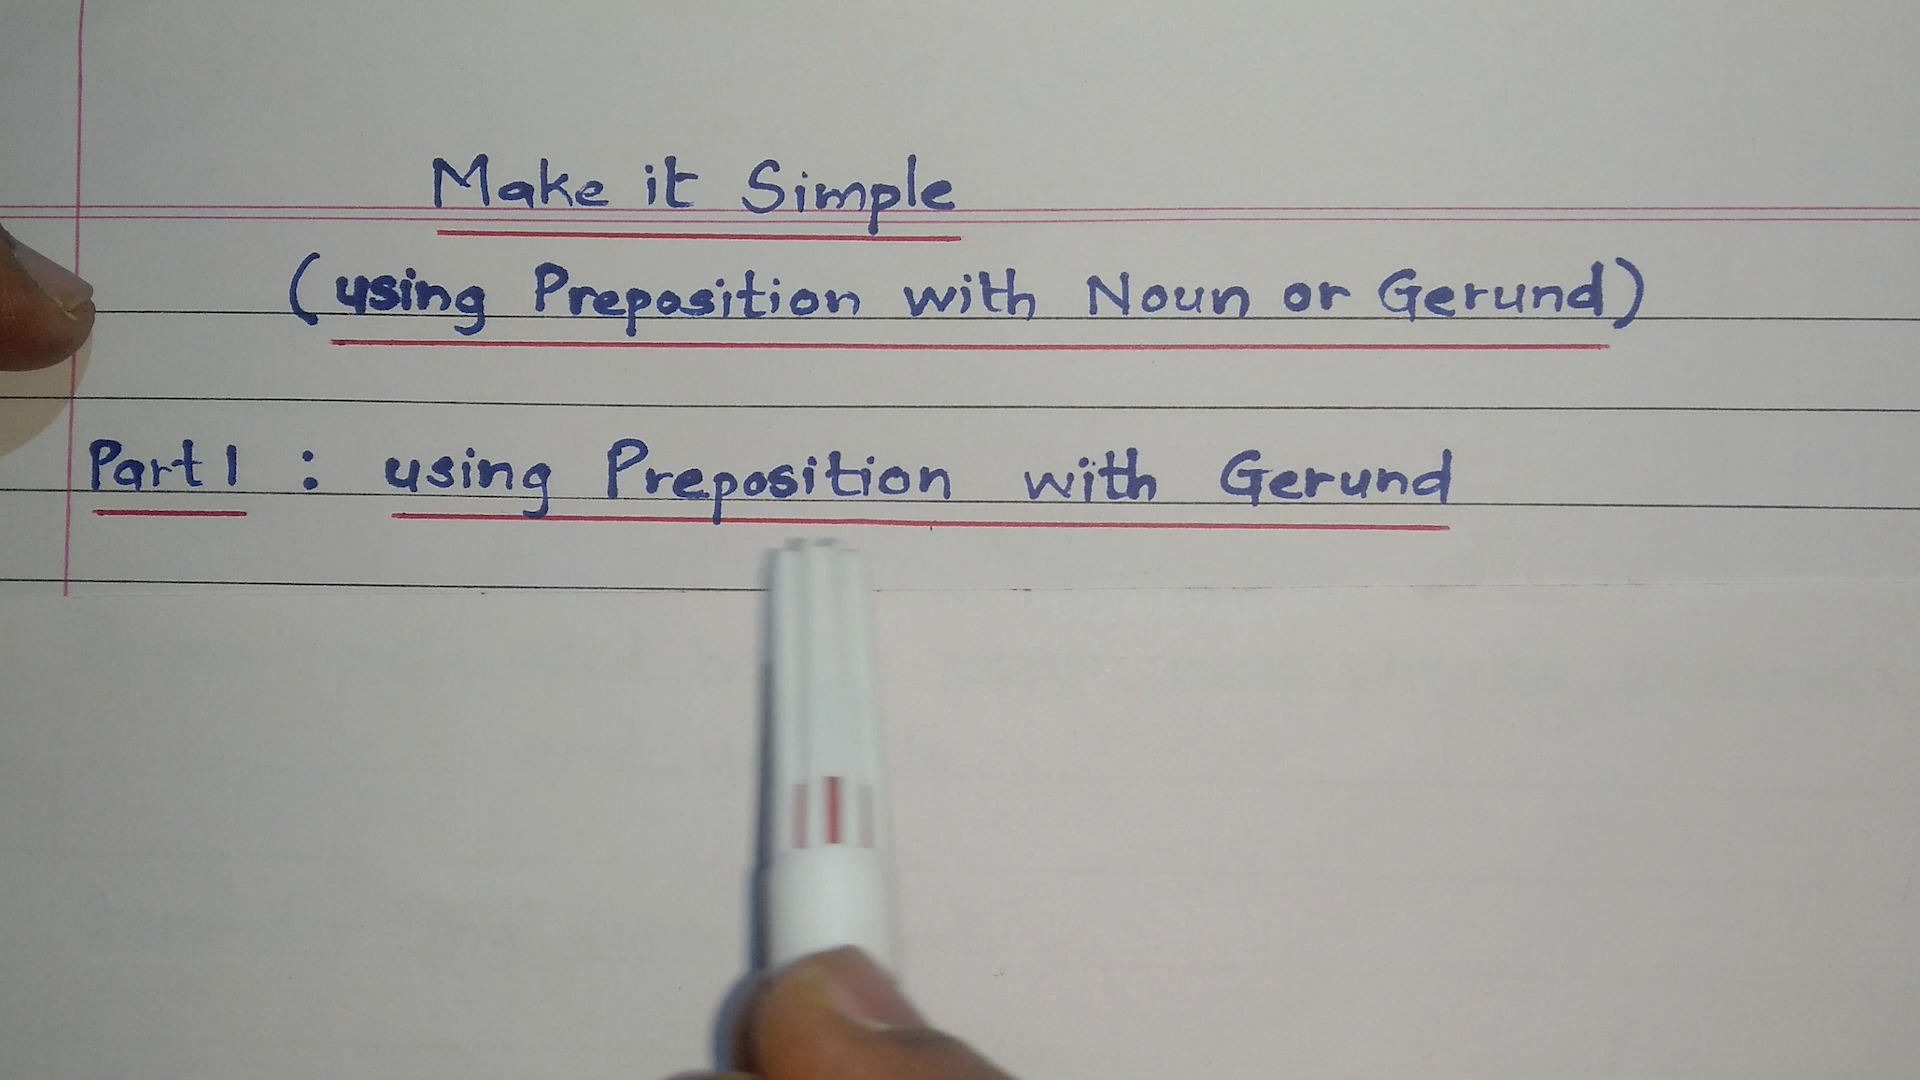 Make it Simple
(using Preposition with Noun or Gerund)
Part 1 : using Preposition with Gerund